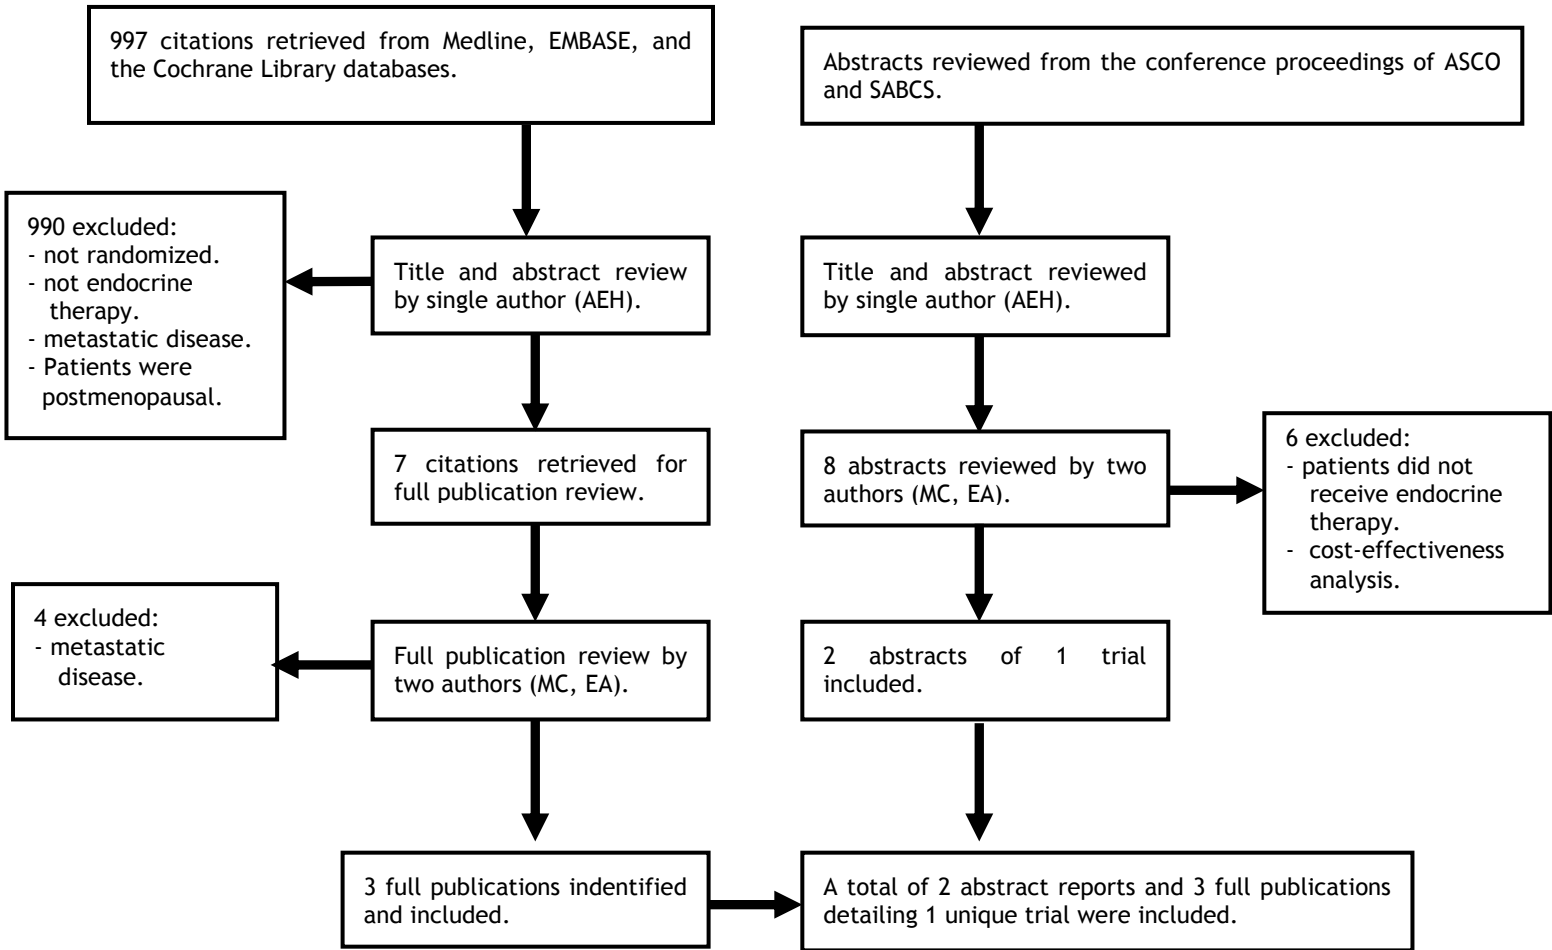 997 citations retrieved from Medline, EMBASE, and
the Cochrane Library databases.
Abstracts reviewed from the conference proceedings of ASCO
and SABCS.
990 excluded:
- not randomized.
- not endocrine
therapy.
- metastatic disease.
- Patients were
postmenopausal.
Title and abstract review
by single author (AEH).
Title and abstract reviewed
by single author (AEH).
7 citations retrieved for
full publication review.
8 abstracts reviewed by two
authors (MC, EA).
6 excluded:
- patients did not
receive endocrine
therapy.
- cost-effectiveness
analysis.
4 excluded:
- metastatic
disease.
Full publication review by
two authors (MC, EA).
2 abstracts of 1 trial
included.
3 full publications indentified
and included.
A total of 2 abstract reports and 3 full publications
detailing 1 unique trial were included.